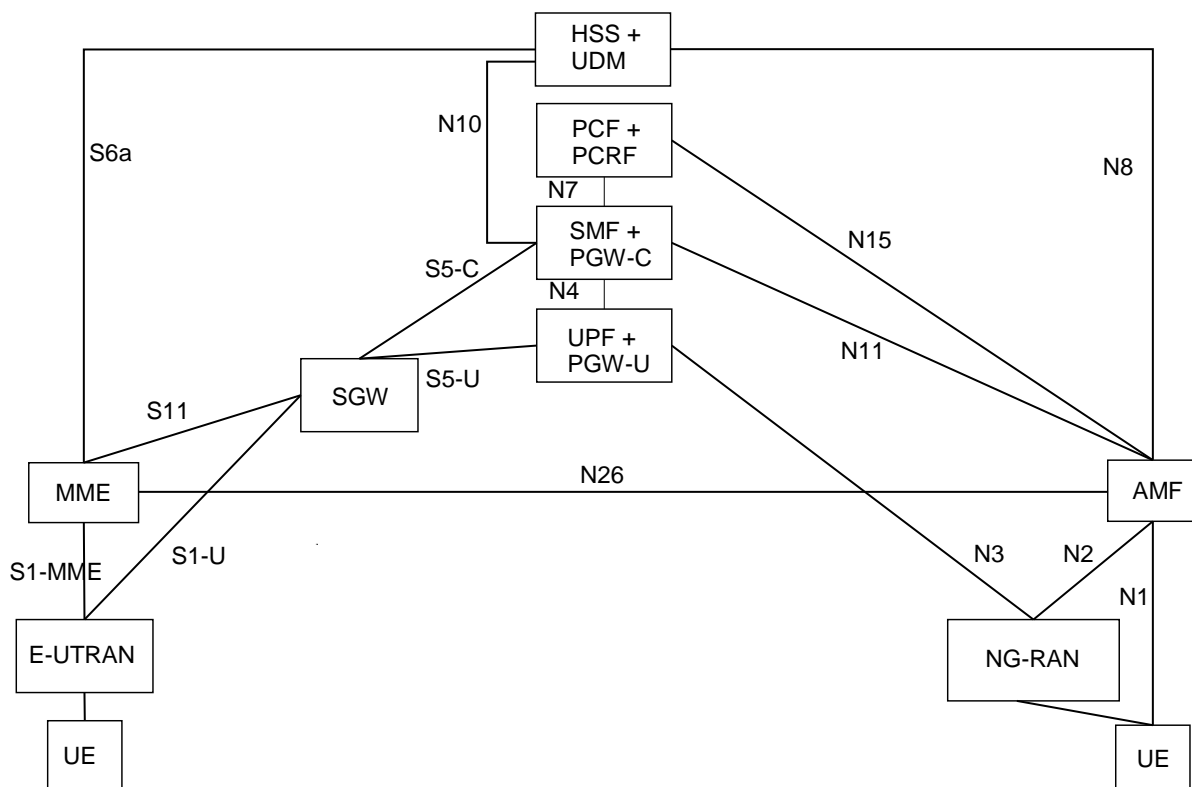 HSS +
UDM
N10
PCF +
PCRF
S6a
N8
N7
SMF +
PGW-C
N15
S5-C
N4
UPF +
PGW-U
N11
S5-U
SGW
S11
N26
MME
AMF
S1-U
N3
N2
S1-MME
N1
E-UTRAN
NG-RAN
UE
UE